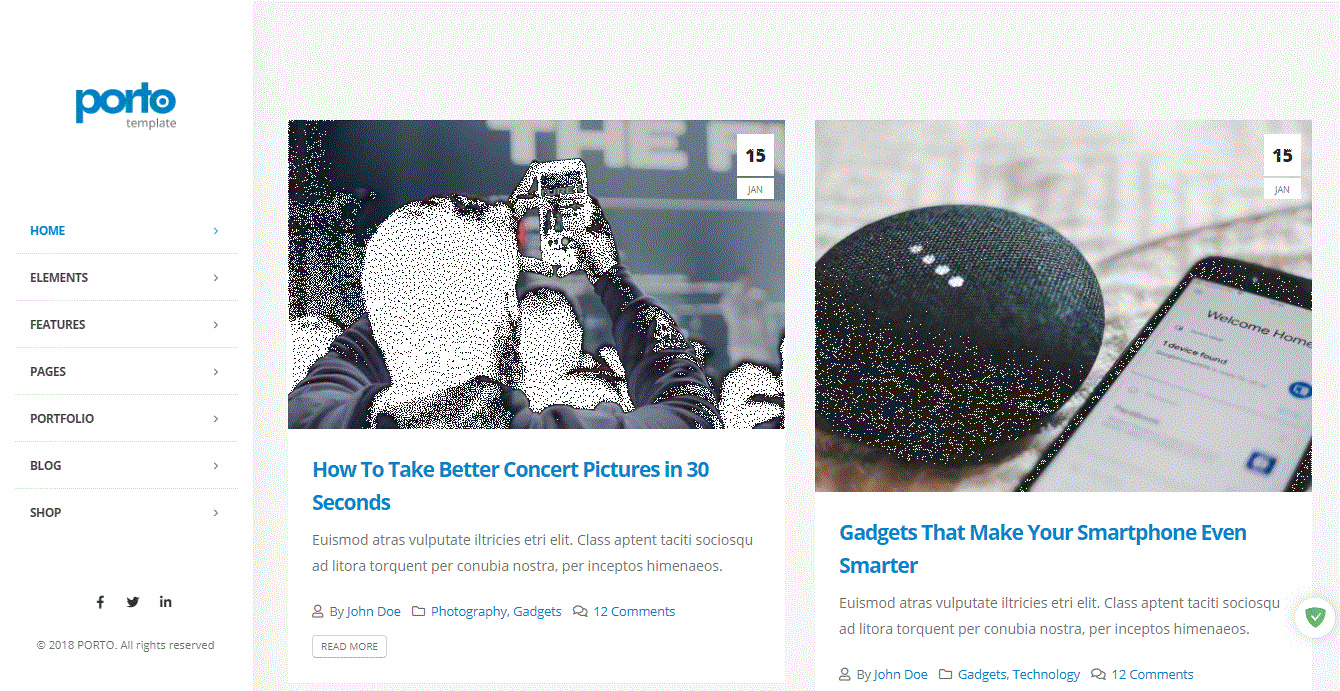 porto
template
HOME
ELEMENTS
FEATURES
PAGES
PORTFOLIO
BLOG
SHOP
© 2018 PORTO. All rights reserved
THE
15
JAN
How To Take Better Concert Pictures in 30
Seconds
Euismod atras vulputate iltricies etri elit. Class aptent taciti sociosqu
ad litora torquent per conubia nostra, per inceptos himenaeos.
By John Doe Photography, Gadgets 12 Comments
READ MORE
15
JAN
Welcome Home
1 device found
Gadgets That Make Your Smartphone Even
Smarter
Euismod atras vulputate iltricies etri elit. Class aptent taciti sociosqu
ad litora torquent per conubia nostra, per inceptos himenaeos.
By John Doe Gadgets, Technology 12 Comments